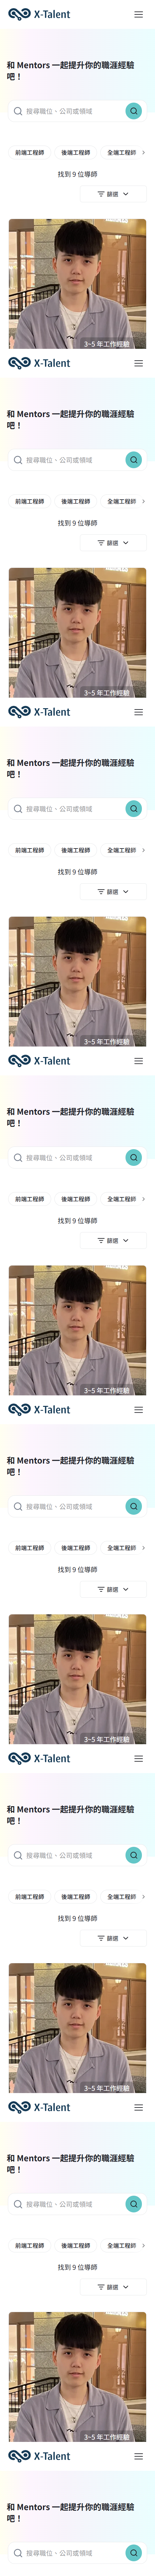 X-Talent
和 Mentors 一起提升你的職涯經驗
吧！
搜尋職位、公司或領域
前端工程師 後端工程師 全端工程師
找到 9 位導師
篩選
3~5 年工作經驗
X-Talent
和 Mentors 一起提升你的職涯經驗
吧！
搜尋職位、公司或領域
前端工程師 後端工程師 全端工程師
找到 9 位導師
篩選
3~5 年工作經驗
X-Talent
和 Mentors 一起提升你的職涯經驗
吧！
搜尋職位、公司或領域
前端工程師 後端工程師 全端工程師
找到 9 位導師
篩選
3~5 年工作經驗
X-Talent
和 Mentors 一起提升你的職涯經驗
吧！
搜尋職位、公司或領域
前端工程師 後端工程師 全端工程師
找到 9 位導師
篩選
3~5 年工作經驗
X-Talent
和 Mentors 一起提升你的職涯經驗
吧！
搜尋職位、公司或領域
前端工程師 後端工程師 全端工程師
找到 9 位導師
篩選
3~5 年工作經驗
X-Talent
和 Mentors 一起提升你的職涯經驗
吧！
搜尋職位、公司或領域
前端工程師 後端工程師 全端工程師
找到 9 位導師
篩選
3~5 年工作經驗
X-Talent
和 Mentors 一起提升你的職涯經驗
吧！
搜尋職位、公司或領域
前端工程師 後端工程師 全端工程師
找到 9 位導師
篩選
3~5 年工作經驗
X-Talent
和 Mentors 一起提升你的職涯經驗
吧！
搜尋職位、公司或領域